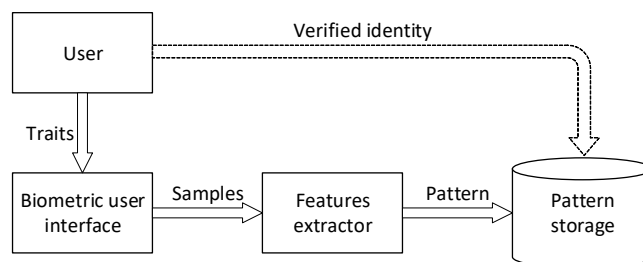 Verified identity
User
Traits
Biometric user
interface
Samples
Features
extractor
Pattern
Pattern
storage